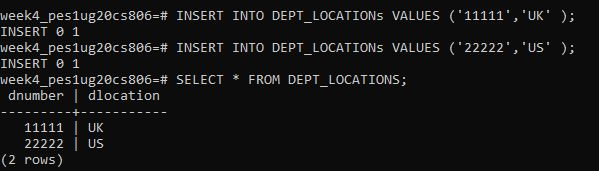 week4_pes1ug20cs806=# INSERT INTO DEPT_LOCATIONs VALUES ('11111','UK' );
INSERT 0 1
week4_pes1ug20cs806=# INSERT INTO DEPT_LOCATIONs VALUES ('22222','US' );
INSERT 0 1
week4_pes1ug20cs806=# SELECT * FROM DEPT_LOCATIONS;
 dnumber | dlocation
---------+-----------
   11111 | UK
   22222 | US
(2 rows)